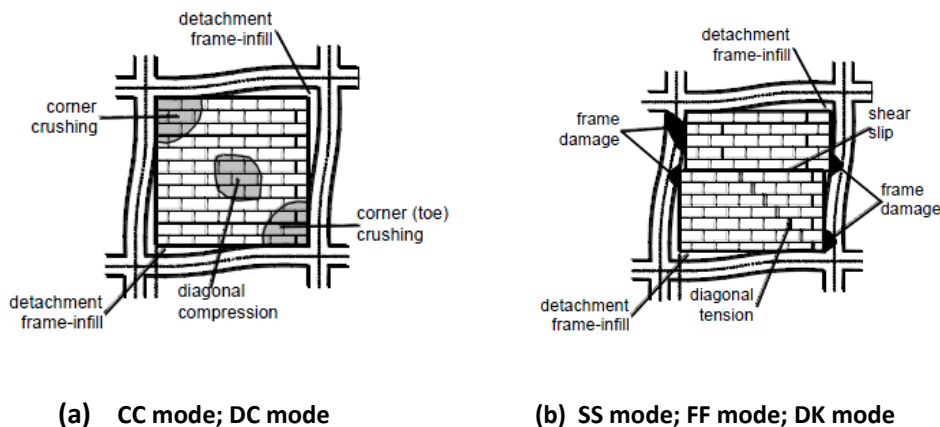 detachment
frame-infill
corner
crushing
corner (toe)
crushing
detachment
frame-infill
diagonal
compression
(a) CC mode; DC mode
detachment
frame-infill
shear
slip
frame
damage
frame
damage
detachment
frame-infill
diagonal
tension
(b) SS mode; FF mode; DK mode